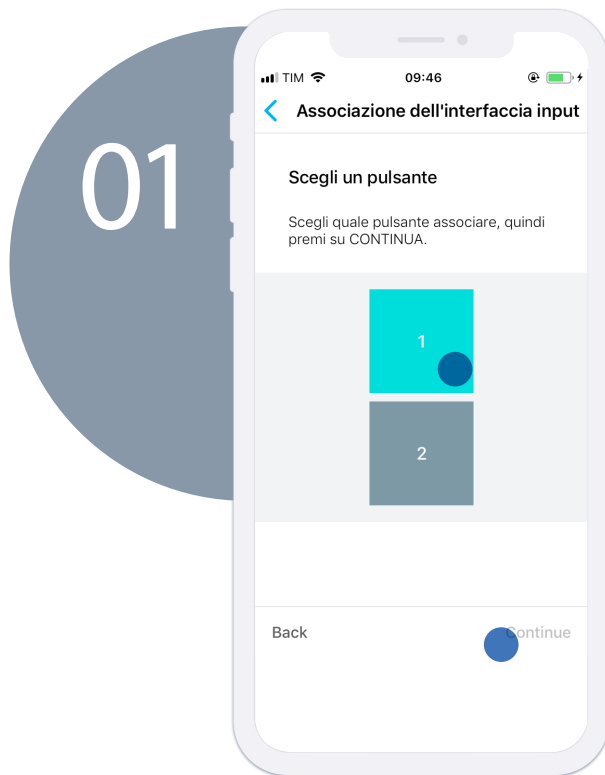 01
TIM 09:46
Associazione dell'interfaccia input
Scegli un pulsante
Scegli quale pulsante associare, quindi
premi su CONTINUA.
1
2
Back Continue